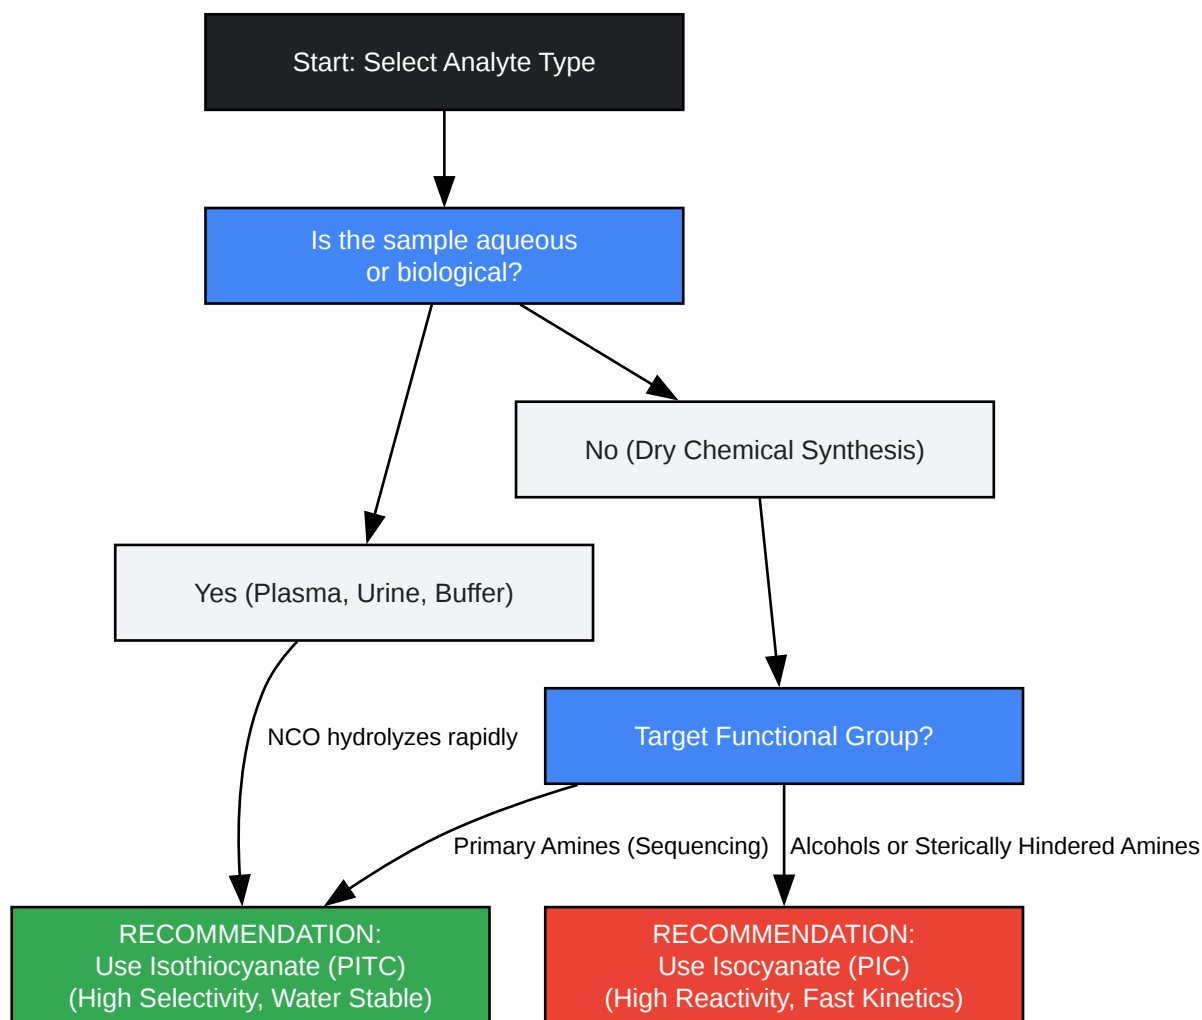 Start: Select Analyte Type
Is the sample aqueous
or biological?
No (Dry Chemical Synthesis)
Yes (Plasma, Urine, Buffer)
NCO hydrolyzes rapidly
Target Functional Group?
Primary Amines (Sequencing)
Alcohols or Sterically Hindered Amines
RECOMMENDATION:
Use Isothiocyanate (PITC)
(High Selectivity, Water Stable)
RECOMMENDATION:
Use Isocyanate (PIC)
(High Reactivity, Fast Kinetics)